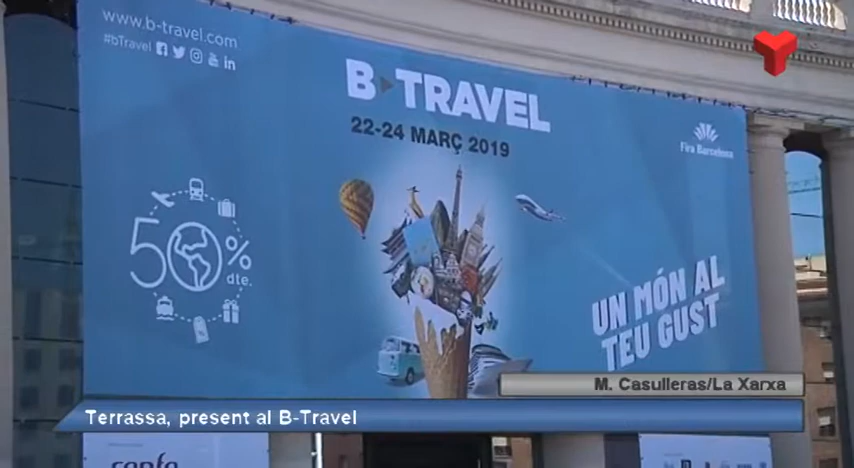 www.b-travel.com
#bTravel
B TRAVEL
22-24 MARÇ 2019
Fira Barcelona
50%
dte.
UN MÓN AL
TEU GUST
M. Casulleras/La Xarxa
Terrassa, present al B-Travel